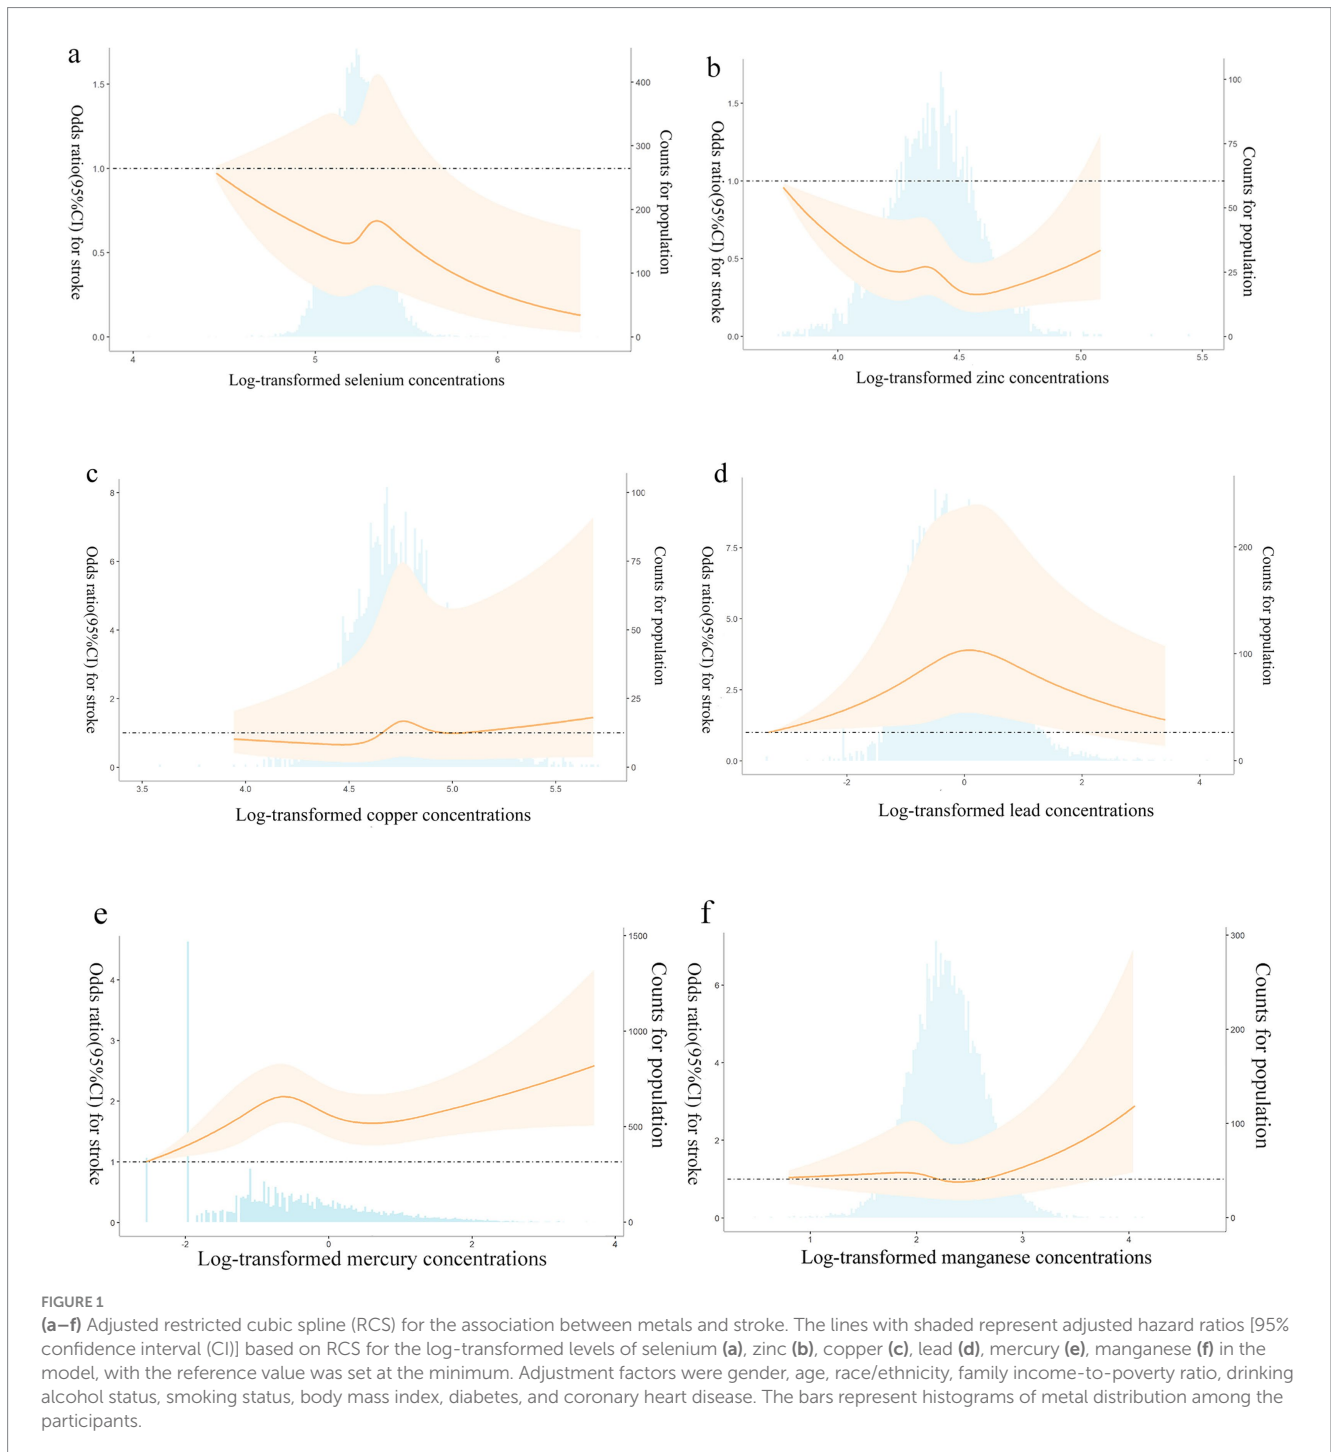 a
Odds ratio(95%CI) for stroke
1.5
1.0
0.5
0.0
400
300
200
100
0
Counts for population
4
5
6
Log-transformed selenium concentrations
b
Odds ratio(95%CI) for stroke
1.5
1.0
0.5
0.0
100
75
50
25
0
Counts for population
4.0
4.5
5.0
5.5
Log-transformed zinc concentrations
c
Odds ratio(95%CI) for stroke
8
6
4
2
0
100
75
50
25
0
Counts for population
3.5
4.0
4.5
5.0
5.5
Log-transformed copper concentrations
d
Odds ratio(95%CI) for stroke
7.5
5.0
2.5
0.0
200
100
0
Counts for population
-2
0
2
4
Log-transformed lead concentrations
e
Odds ratio(95%CI) for stroke
4
3
2
1
0
1500
1000
500
0
Counts for population
-2
0
2
4
Log-transformed mercury concentrations
f
Odds ratio(95%CI) for stroke
6
4
2
0
300
200
100
0
Counts for population
1
2
3
4
Log-transformed manganese concentrations
FIGURE 1
(a–f) Adjusted restricted cubic spline (RCS) for the association between metals and stroke. The lines with shaded represent adjusted hazard ratios [95%
confidence interval (CI)] based on RCS for the log-transformed levels of selenium (a), zinc (b), copper (c), lead (d), mercury (e), manganese (f) in the
model, with the reference value was set at the minimum. Adjustment factors were gender, age, race/ethnicity, family income-to-poverty ratio, drinking
alcohol status, smoking status, body mass index, diabetes, and coronary heart disease. The bars represent histograms of metal distribution among the
participants.